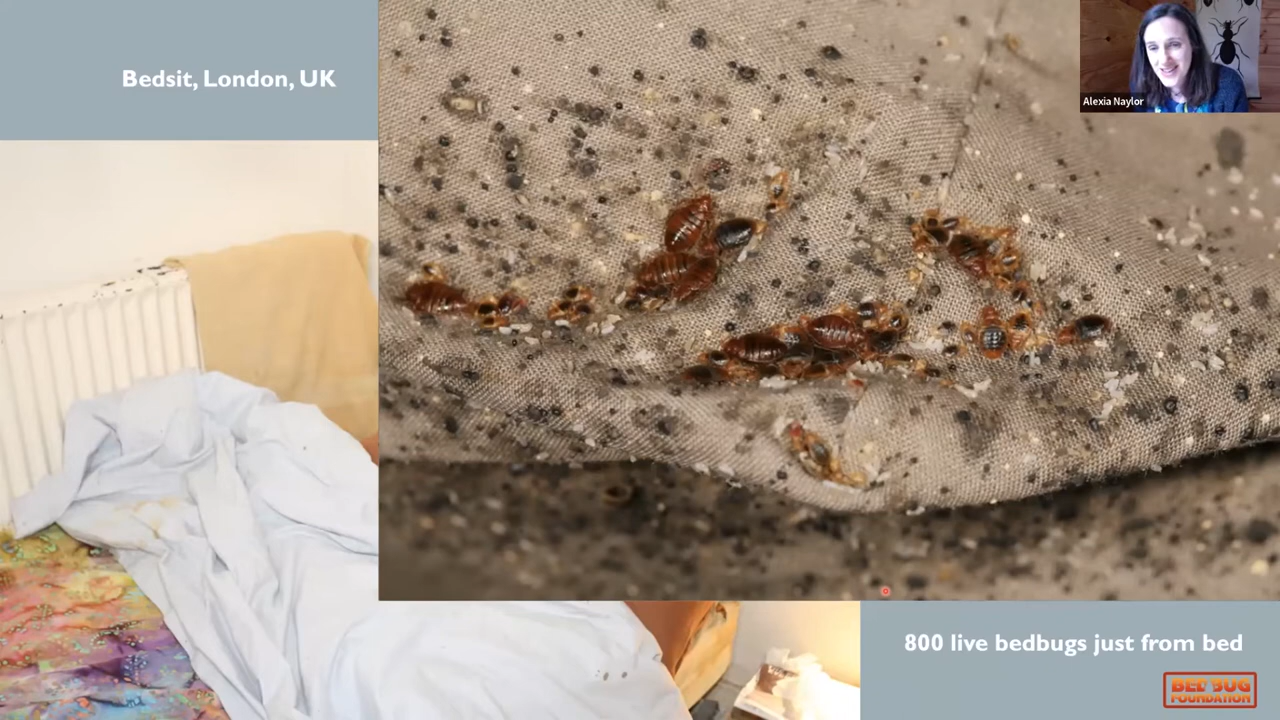 Bedsit, London, UK
Alexia Naylor
800 live bedbugs just from bed
BED BUG
FOUNDATION